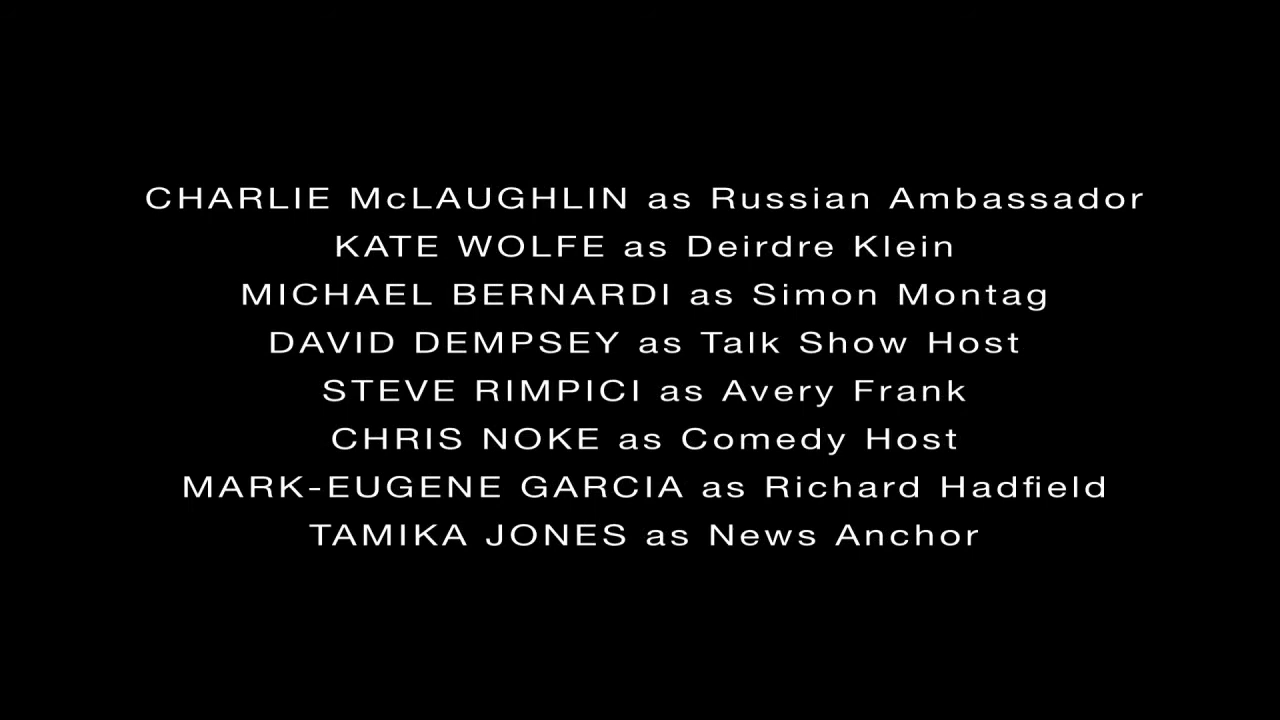 CHARLIE McLAUGHLIN as Russian Ambassador
KATE WOLFE as Deirdre Klein
MICHAEL BERNARDI as Simon Montag
DAVID DEMPSEY as Talk Show Host
STEVE RIMPICI as Avery Frank
CHRIS NOKE as Comedy Host
MARK-EUGENE GARCIA as Richard Hadfield
TAMIKA JONES as News Anchor